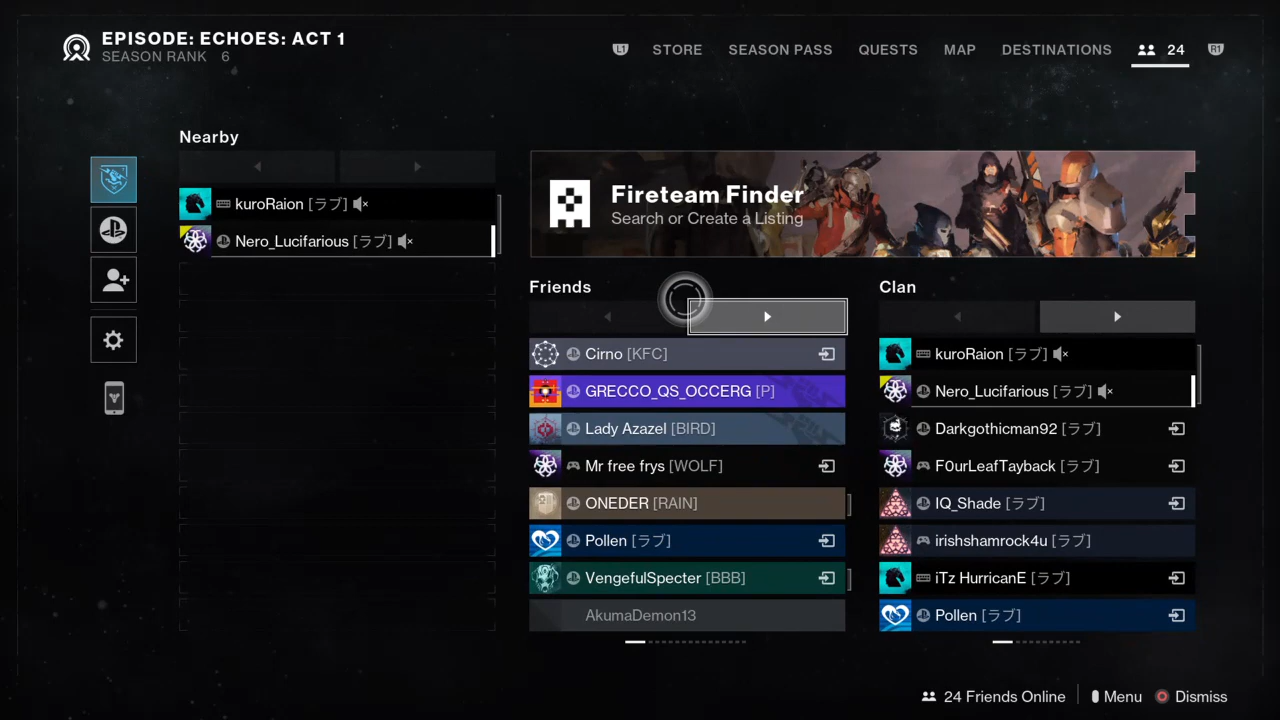 EPISODE: ECHOES: ACT 1
SEASON RANK 6
L1 STORE SEASON PASS QUESTS MAP DESTINATIONS 24 R1
Nearby
kuroRaion [ラブ]
Nero_Lucifarious [ラブ]
Fireteam Finder
Search or Create a Listing
Friends
Cirno [KFC]
GRECCO_QS_OCCERG [P]
Lady Azazel [BIRD]
Mr free frys [WOLF]
ONEDER [RAIN]
Pollen [ラブ]
VengefulSpecter [BBB]
AkumaDemon13
Clan
kuroRaion [ラブ]
Nero_Lucifarious [ラブ]
Darkgothicman92 [ラブ]
F0urLeafTayback [ラブ]
IQ_Shade [ラブ]
irishshamrock4u [ラブ]
iTz HurricanE [ラブ]
Pollen [ラブ]
24 Friends Online Menu Dismiss